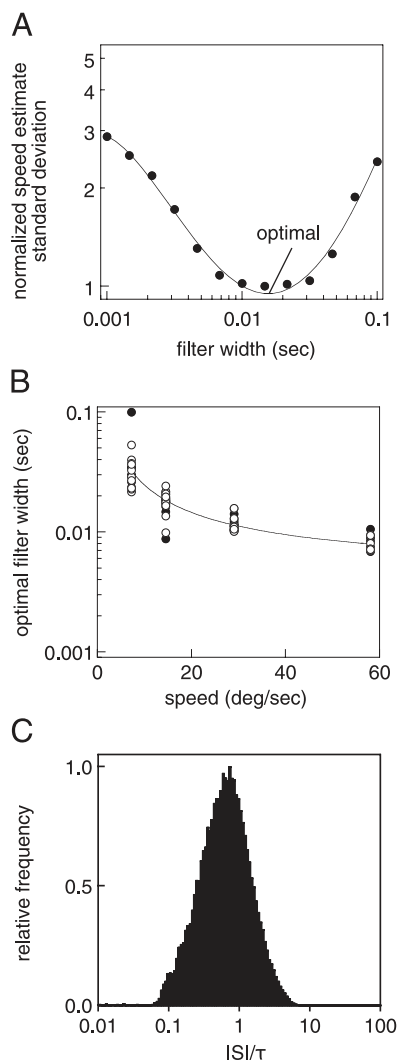 A
normalized speed estimate
standard deviation
5
4
3
2
1
optimal
0.001
0.01
0.1
filter width (sec)
B
optimal filter width (sec)
0.1
0.01
0.001
0
20
40
60
speed (deg/sec)
C
relative frequency
1.0
0.5
0.0
0.01
0.1
1
10
100
ISI/τ